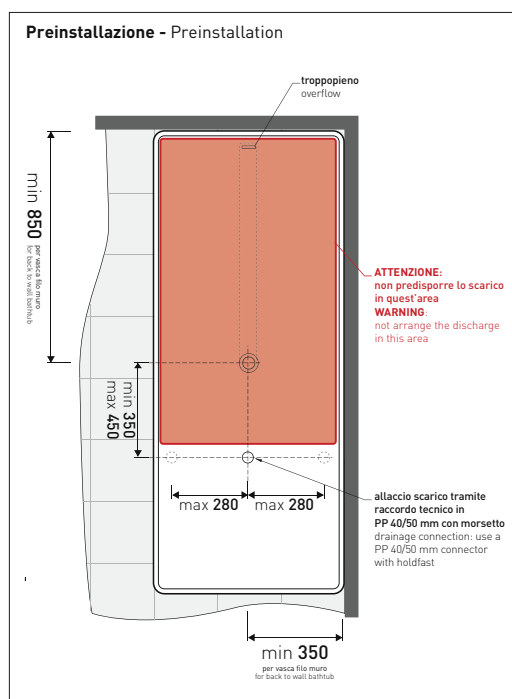 Preinstallazione - Preinstallation
troppopieno
overflow
min 850
per vasca filo muro
for back to wall bathtub
ATTENZIONE:
non predisporre lo scarico
in quest'area
WARNING:
not arrange the discharge
in this area
min 350
max 450
max 280
max 280
allaccio scarico tramite
raccordo tecnico in
PP 40/50 mm con morsetto
drainage connection: use a
PP 40/50 mm connector
with holdfast
min 350
per vasca filo muro
for back to wall bathtub